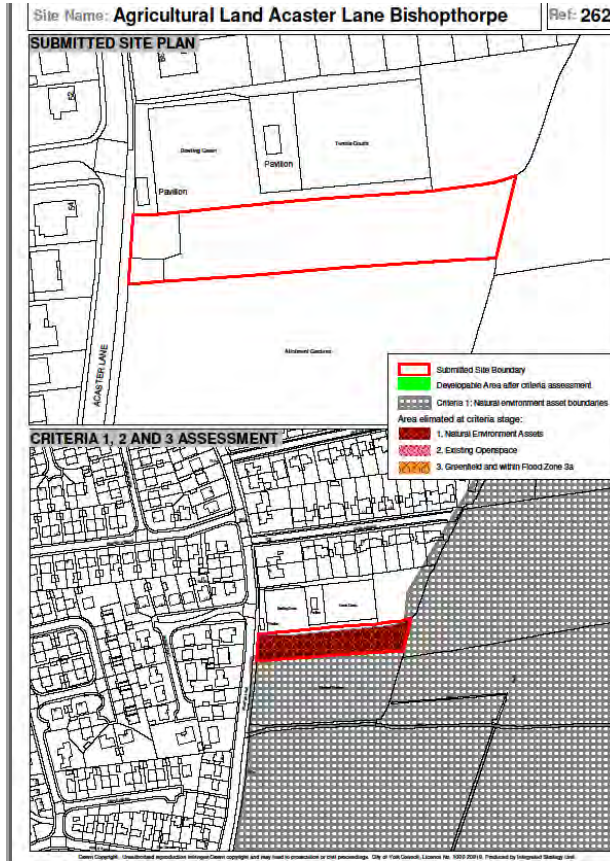 Site Name: Agricultural Land Acaster Lane Bishopthorpe
Ref: 262
SUBMITTED SITE PLAN
Bowling Green
Pavilion
Tennis Courts
Pavilion
Allotment Gardens
ACASTER LANE
Submitted Site Boundary
Developable Area after criteria assessment
Criteria 1: Natural environment asset boundaries
Area elimated at criteria stage:
1. Natural Environment Assets
2. Existing Openspace
3. Greenfield and within Flood Zone 3a
CRITERIA 1, 2 AND 3 ASSESSMENT